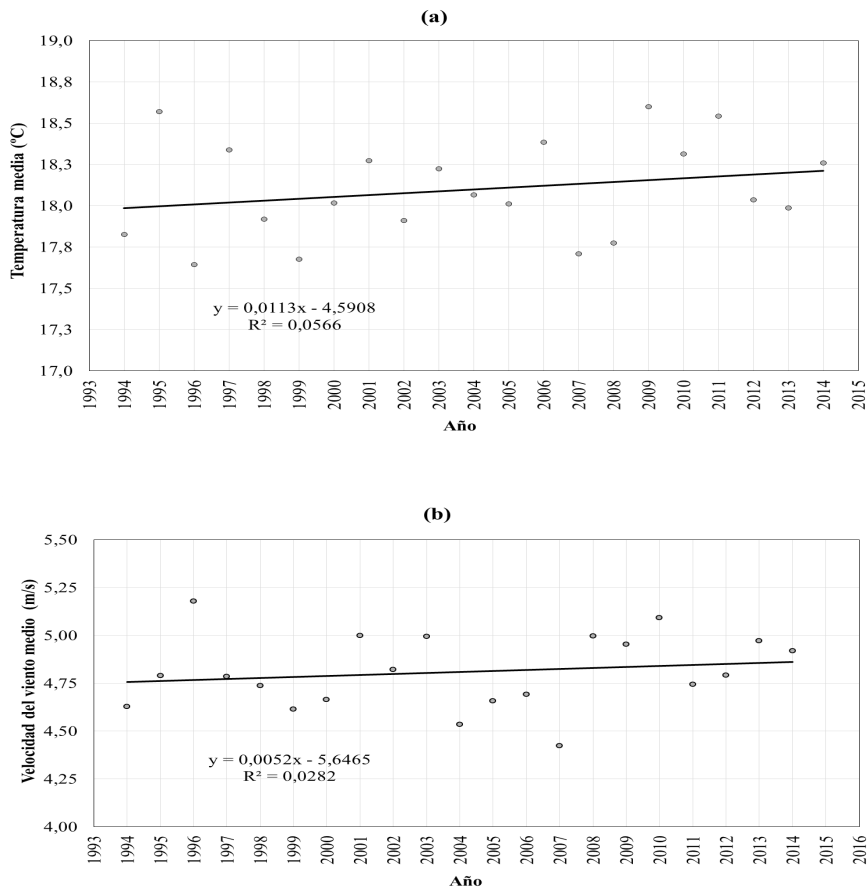 (a)
19,0
18,8
18,5
18,3
18,0
17,8
17,5
17,3
17,0
Temperatura media (ºC)
y = 0,0113x - 4,5908
R² = 0,0566
1993 1994 1995 1996 1997 1998 1999 2000 2001 2002 2003 2004 2005 2006 2007 2008 2009 2010 2011 2012 2013 2014 2015
Año
(b)
5,50
5,25
5,00
4,75
4,50
4,25
4,00
Velocidad del viento medio (m/s)
y = 0,0052x - 5,6465
R² = 0,0282
1993 1994 1995 1996 1997 1998 1999 2000 2001 2002 2003 2004 2005 2006 2007 2008 2009 2010 2011 2012 2013 2014 2015 2016
Año